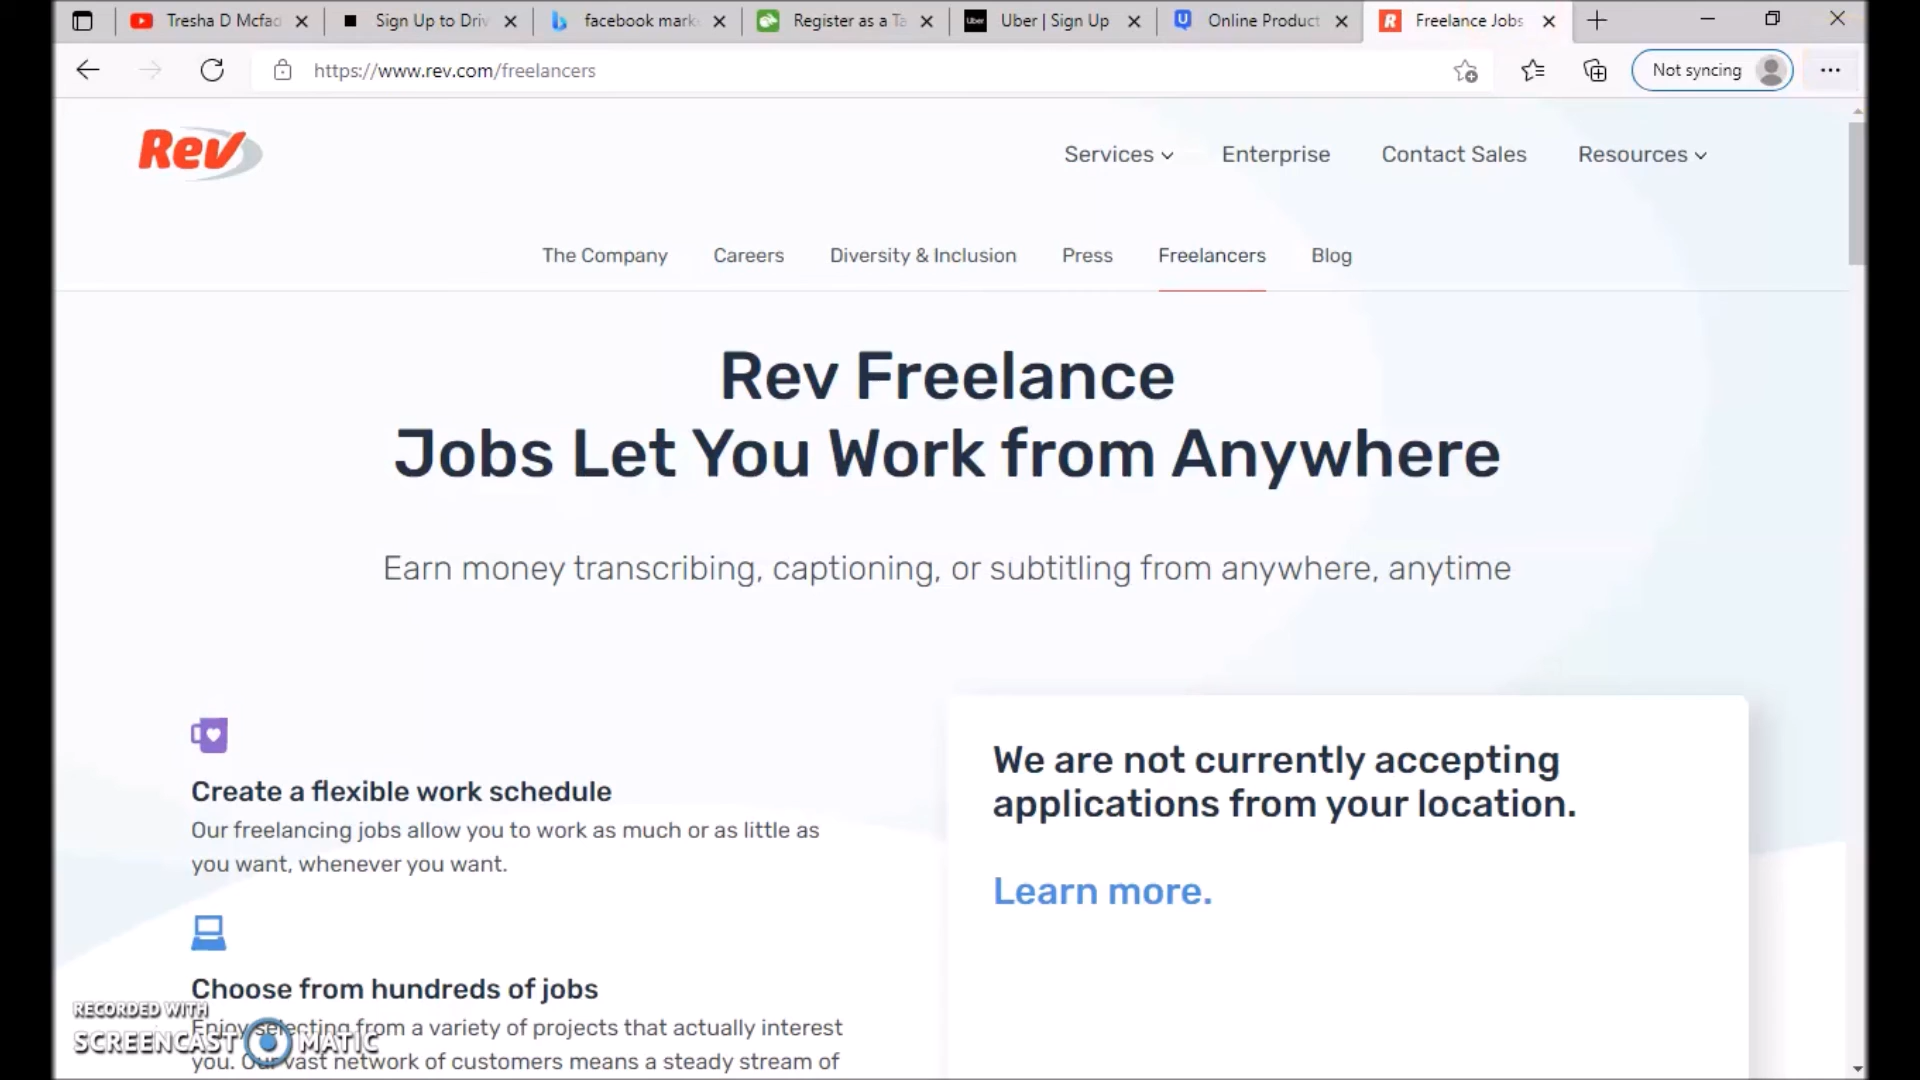 Tresha D Mcfad
Sign Up to Driv
facebook mark
Register as a Ta
Uber
Uber | Sign Up
Online Product
R
Freelance Jobs
https://www.rev.com/freelancers
Not syncing
Rev
Services
Enterprise
Contact Sales
Resources
The Company
Careers
Diversity & Inclusion
Press
Freelancers
Blog
Rev Freelance
Jobs Let You Work from Anywhere
Earn money transcribing, captioning, or subtitling from anywhere, anytime
Create a flexible work schedule
Our freelancing jobs allow you to work as much or as little as
you want, whenever you want.
We are not currently accepting
applications from your location.
Learn more.
Choose from hundreds of jobs
Enjoy selecting from a variety of projects that actually interest
you. Our vast network of customers means a steady stream of
RECORDED WITH
SCREENCAST MATIC